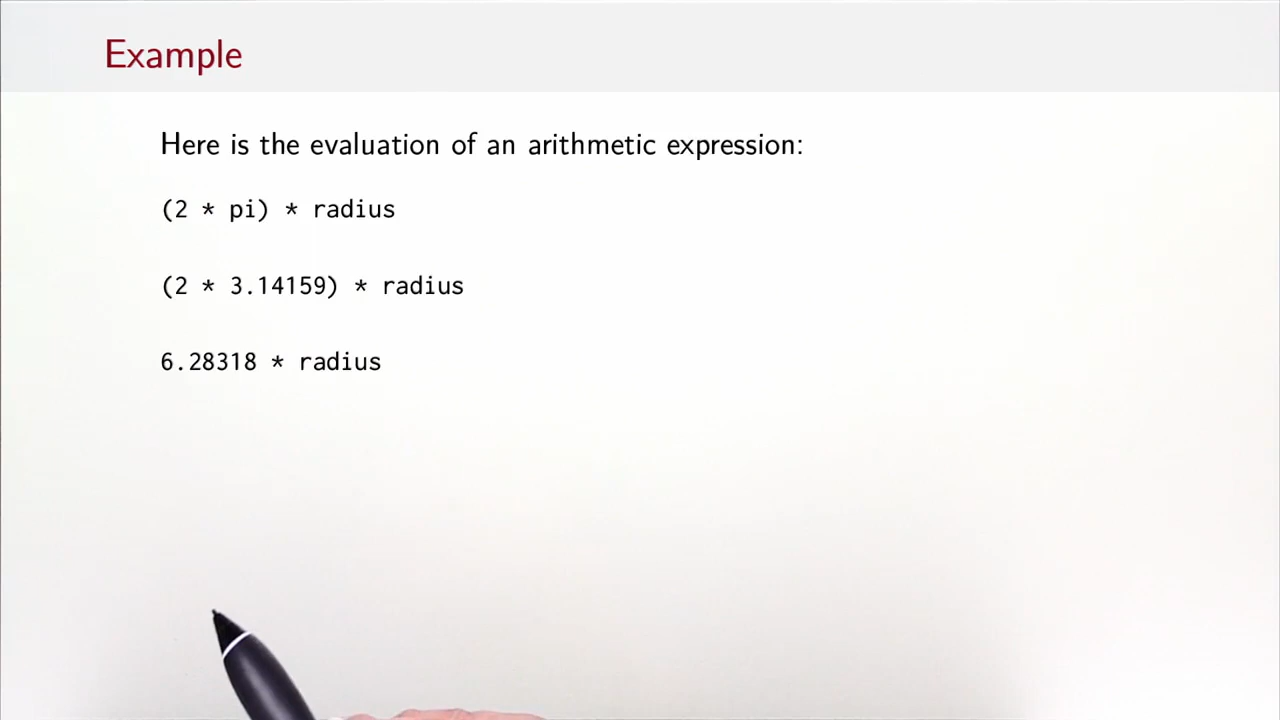 Example
Here is the evaluation of an arithmetic expression:
(2 * pi) * radius
(2 * 3.14159) * radius
6.28318 * radius